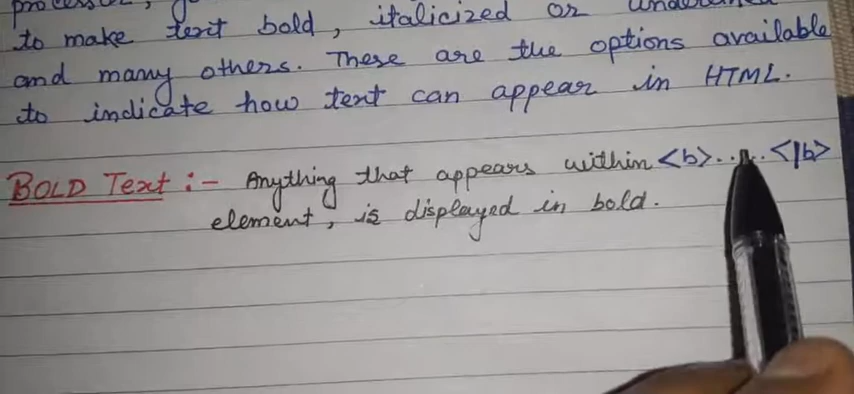 to make text bold, italicized or
and many others. These are the options available
to indicate how text can appear in HTML.
BOLD Text :- Anything that appears within <b>.....</b>
element, is displayed in bold.